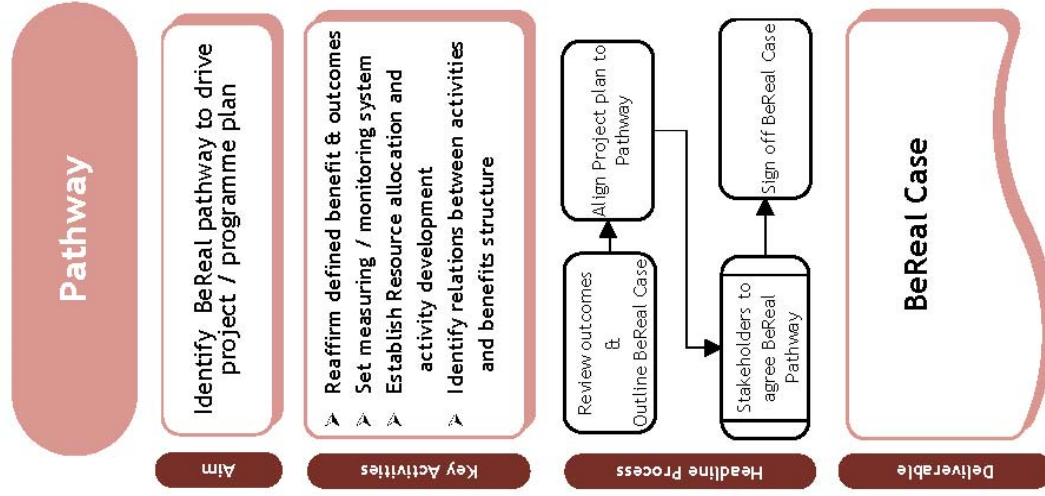 Pathway
Aim
Identify BeReal pathway to drive
project / programme plan
Key Activities
➢ Reaffirm defined benefit & outcomes
➢ Set measuring / monitoring system
➢ Establish Resource allocation and
activity development
➢ Identify relations between activities
and benefits structure
Headline Process
Review outcomes
&
Outline BeReal Case
Align Project plan to
Pathway
Stakeholders to
agree BeReal
Pathway
Sign off BeReal Case
Deliverable
BeReal Case